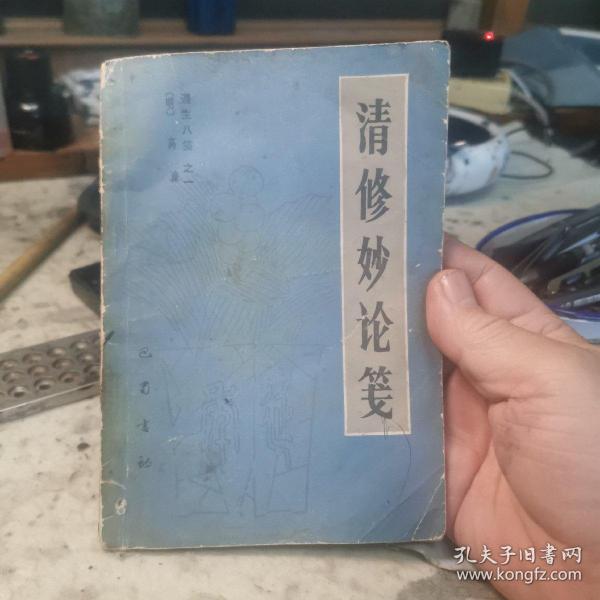 清修妙论笺
遵生八笺 之一
〔明〕 高濂
巴蜀书社
孔夫子旧书网
www.kongfz.com